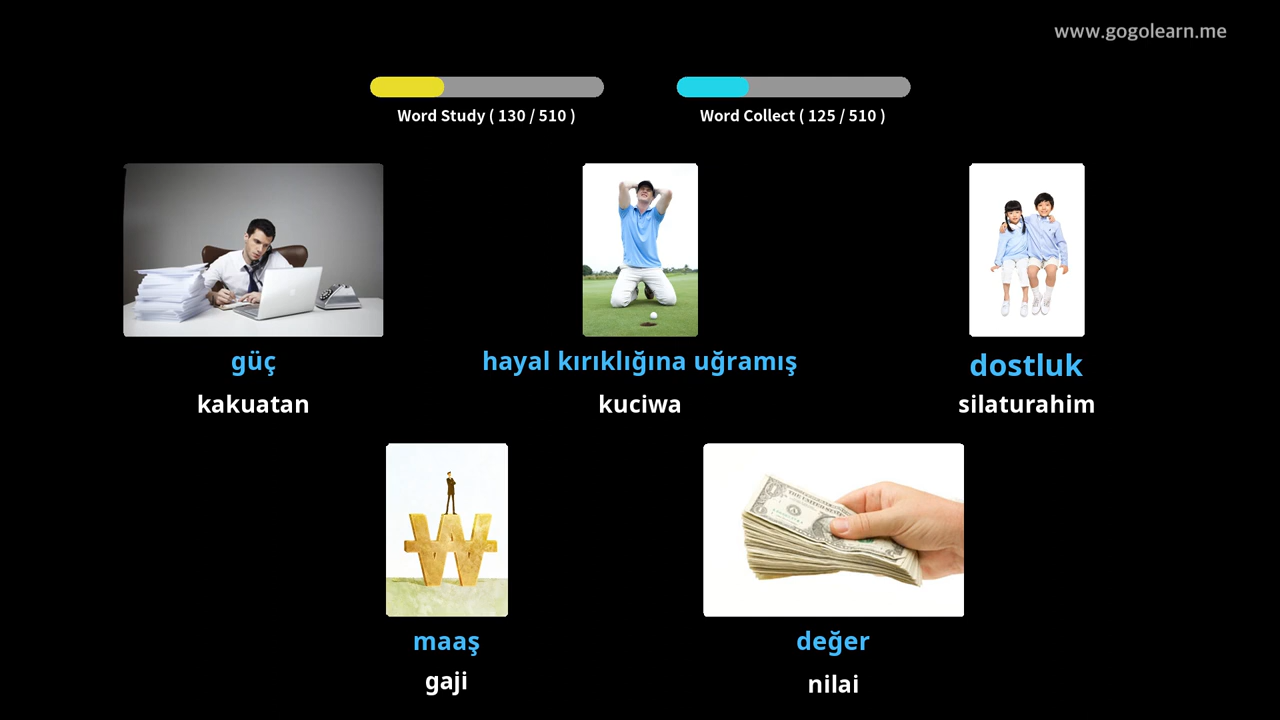 www.gogolearn.me
Word Study ( 130 / 510 )
Word Collect ( 125 / 510 )
güç
kakuatan
hayal kırıklığına uğramış
kuciwa
dostluk
silaturahim
maaş
gaji
değer
nilai